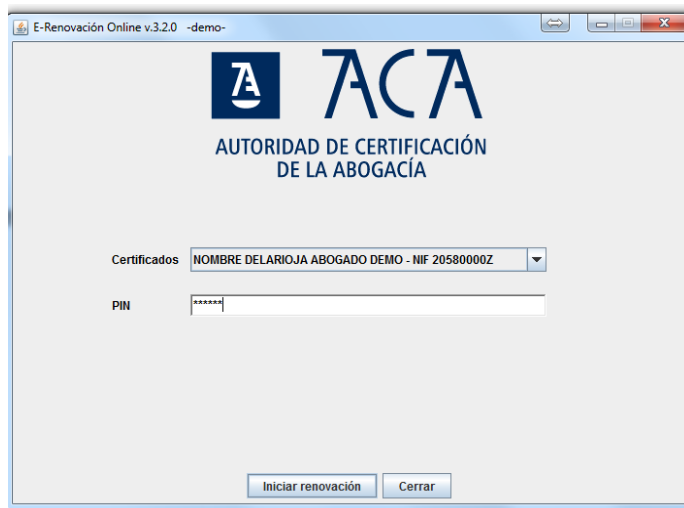 E-Renovación Online v.3.2.0 -demo-
ACA
AUTORIDAD DE CERTIFICACIÓN
DE LA ABOGACÍA
Certificados NOMBRE DELARIOJA ABOGADO DEMO - NIF 20580000Z
PIN ******
Iniciar renovación Cerrar